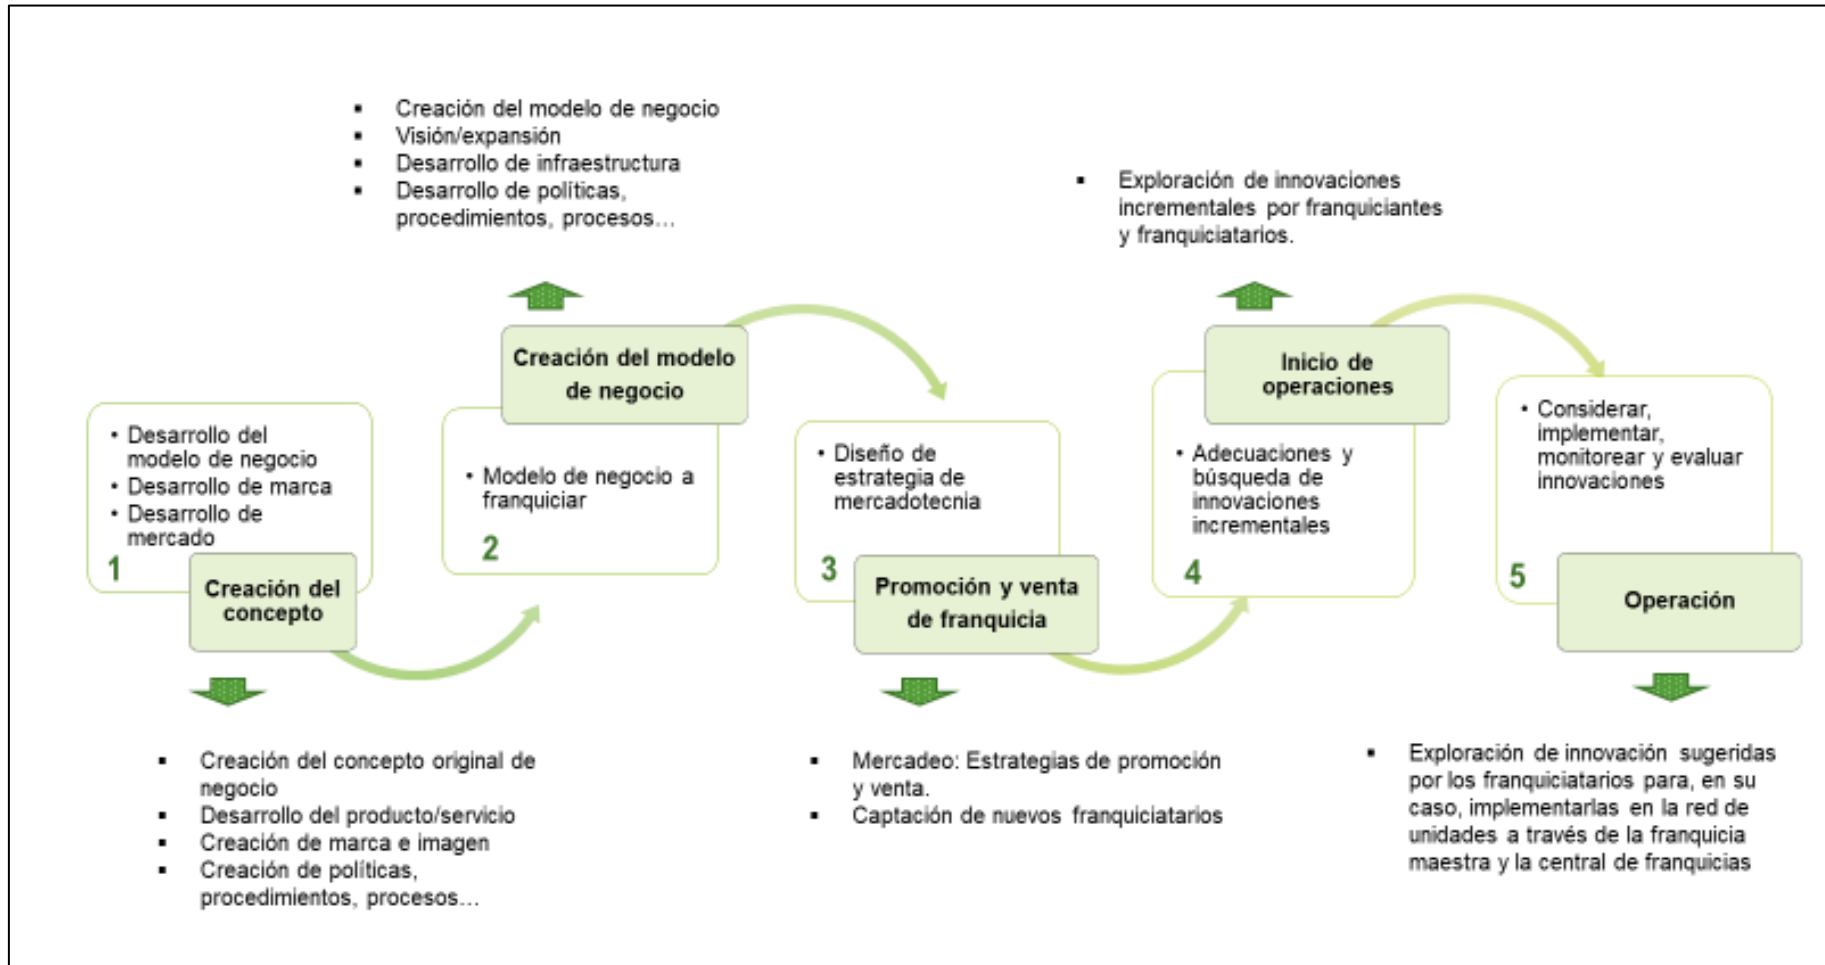 ▪ Creación del modelo de negocio
▪ Visión/expansión
▪ Desarrollo de infraestructura
▪ Desarrollo de políticas,
procedimientos, procesos...
▪ Exploración de innovaciones
incrementales por franquiciantes
y franquiciatarios.
• Desarrollo del
modelo de negocio
• Desarrollo de marca
• Desarrollo de
mercado
1
Creación del
concepto
Creación del modelo
de negocio
• Modelo de negocio a
franquiciar
2
• Diseño de
estrategia de
mercadotecnia
3
Promoción y venta
de franquicia
Inicio de
operaciones
• Adecuaciones y
búsqueda de
innovaciones
incrementales
4
• Considerar,
implementar,
monitorear y evaluar
innovaciones
5
Operación
▪ Creación del concepto original de
negocio
▪ Desarrollo del producto/servicio
▪ Creación de marca e imagen
▪ Creación de políticas,
procedimientos, procesos...
▪ Mercadeo: Estrategias de promoción
y venta.
▪ Captación de nuevos franquiciatarios
▪ Exploración de innovación sugeridas
por los franquiciatarios para, en su
caso, implementarlas en la red de
unidades a través de la franquicia
maestra y la central de franquicias